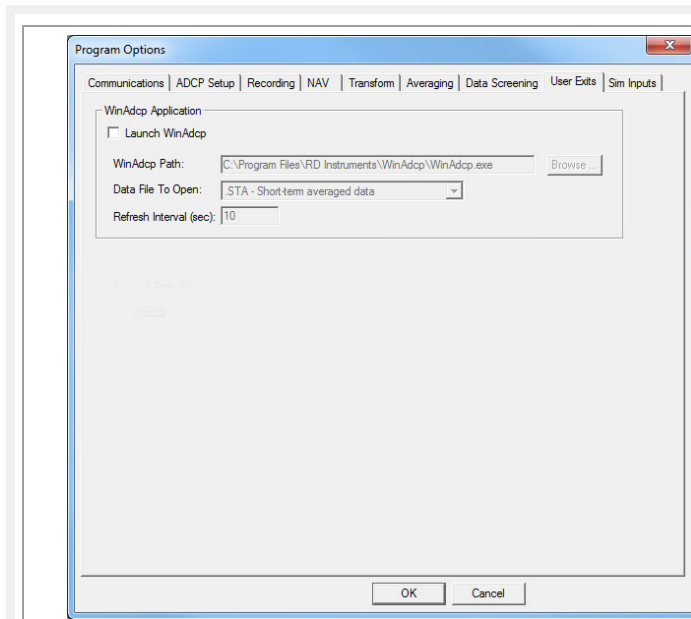 Program Options
Communications ADCP Setup Recording NAV Transform Averaging Data Screening User Exits Sim Inputs
WinAdcp Application
Launch WinAdcp
WinAdcp Path: C:\Program Files\RD Instruments\WinAdcp\WinAdcp.exe Browse ...
Data File To Open: .STA - Short-term averaged data
Refresh Interval (sec): 10
OK Cancel